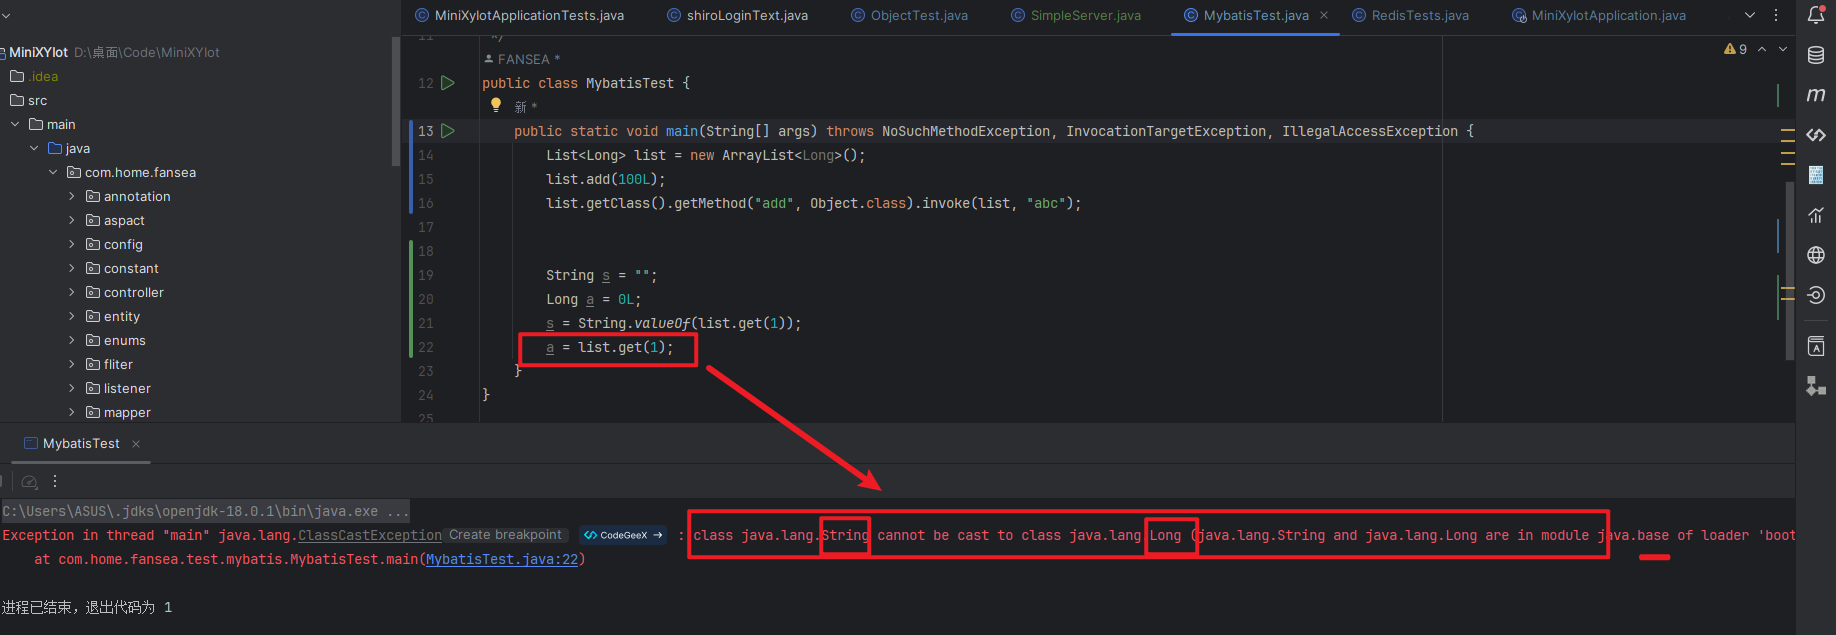 MiniXYlotApplicationTests.java shiroLoginText.java ObjectTest.java SimpleServer.java MybatisTest.java RedisTests.java MiniXYlotApplication.java
MiniXYlot D:\桌面\Code\MiniXYlot
.idea
src
main
java
com.home.fansea
annotation
aspact
config
constant
controller
entity
enums
fliter
listener
mapper
11 */
FANSEA *
9
12 public class MybatisTest {
新 *
13 public static void main(String[] args) throws NoSuchMethodException, InvocationTargetException, IllegalAccessException {
14 List<Long> list = new ArrayList<Long>();
15 list.add(100L);
16 list.getClass().getMethod("add", Object.class).invoke(list, "abc");
17
18
19 String s = "";
20 Long a = 0L;
21 s = String.valueOf(list.get(1));
22 a = list.get(1);
23 }
24 }
25
MybatisTest
C:\Users\ASUS\.jdks\openjdk-18.0.1\bin\java.exe ...
Exception in thread "main" java.lang.ClassCastException Create breakpoint CodeGeeX → : class java.lang.String cannot be cast to class java.lang.Long (java.lang.String and java.lang.Long are in module java.base of loader 'boot
at com.home.fansea.test.mybatis.MybatisTest.main(MybatisTest.java:22)
进程已结束，退出代码为 1